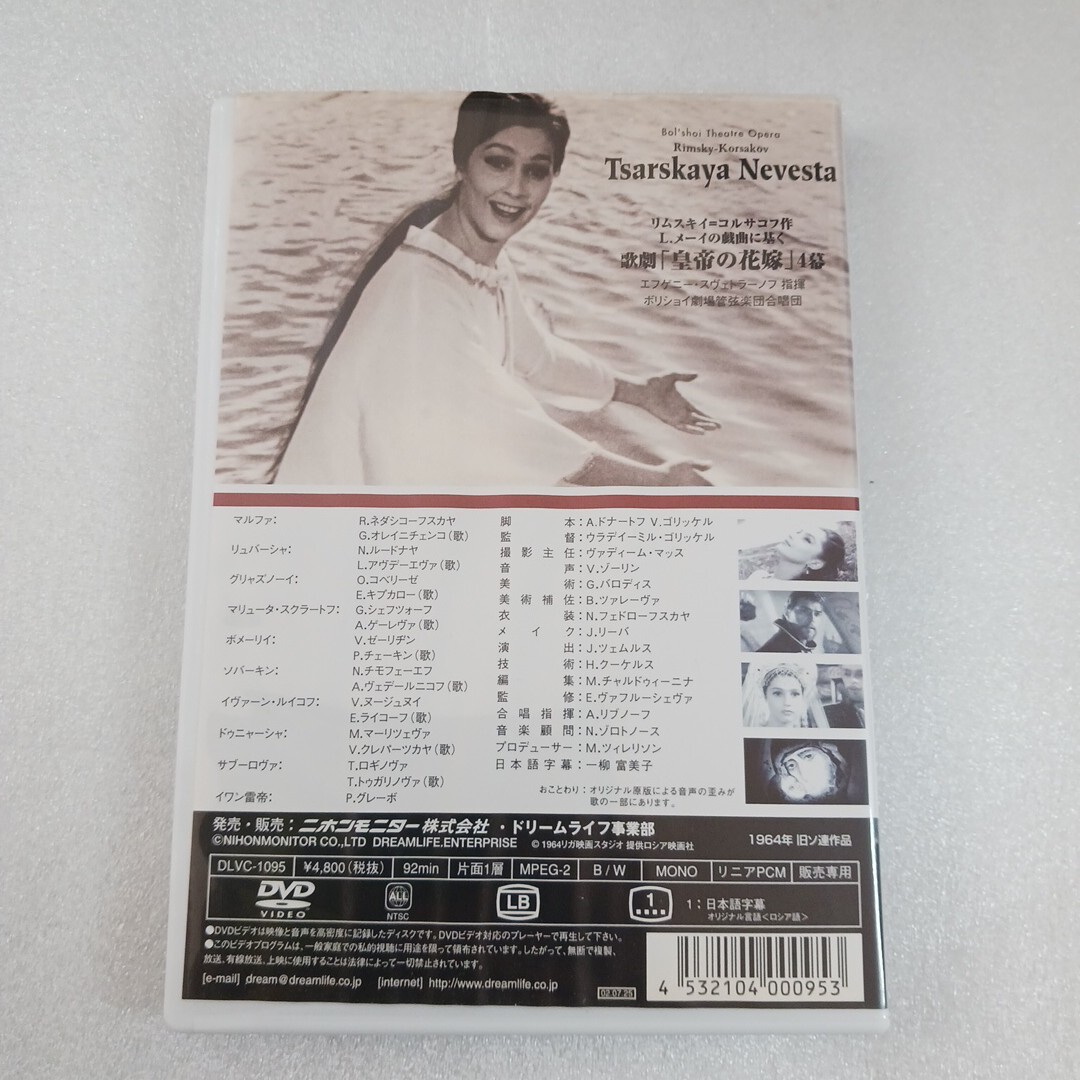 Bol'shoi Theatre Opera
Rimsky-Korsakov
Tsarskaya Nevesta
リムスキイ=コルサコフ作
L.メーイの戯曲に基く
歌劇「皇帝の花嫁」4幕
エフゲニー・スヴェトラーノフ 指揮
ボリショイ劇場管弦楽団合唱団
マルファ: R.ネダシコーフスカヤ
G.オレイニチェンコ(歌)
リュバーシャ: N.ルードナヤ
L.アヴデーエヴァ(歌)
グリャズノーイ: O.コベリーゼ
E.キブカロー(歌)
マリュータ・スクラートフ: G.シェフツォーフ
A.ゲーレヴァ(歌)
ボメーリイ: V.ゼーリヂン
P.チェーキン(歌)
ソバーキン: N.チモフェーエフ
A.ヴェデールニコフ(歌)
イヴァーン・ルイコフ: V.ヌージュヌイ
E.ライコーフ(歌)
ドゥニャーシャ: M.マーリツェヴァ
V.クレパーツカヤ(歌)
サブーロヴァ: T.ロギノヴァ
T.トゥガリノヴァ(歌)
イワン雷帝: P.グレーボ
脚本:A.ドナートフ V.ゴリッケル
監督:ウラデイーミル・ゴリッケル
撮影主任:ヴァディーム・マッス
音声:V.ゾーリン
美術:G.バロディス
美術補佐:B.ツァレーヴァ
衣装:N.フェドローフスカヤ
メイク:J.リーバ
演出:J.ツェムルス
技術:H.クーケルス
編集:M.チャルドゥィーニナ
監修:E.ヴァフルーシェヴァ
合唱指揮:A.リブノーフ
音楽顧問:N.ゾロトノース
プロデューサー:M.ツィレリソン
日本語字幕:一柳 富美子
おことわり:オリジナル原版による音声の歪みが
歌の一部にあります。
発売・販売:ニホンモニター株式会社・ドリームライフ事業部
©NIHONMONITOR CO.,LTD DREAMLIFE.ENTERPRISE ©1964リガ映画スタジオ 提供ロシア映画社
1964年 旧ソ連作品
DLVC-1095 ¥4,800(税抜) 92min 片面1層 MPEG-2 B/W MONO リニアPCM 販売専用
DVD
VIDEO
ALL
NTSC
LB
1
1:日本語字幕
オリジナル言語<ロシア語>
●DVDビデオは映像と音声を高密度に記録したディスクです。DVDビデオ対応のプレーヤーで再生して下さい。
●このビデオプログラムは、一般家庭での私的視聴に用途を限って領布されています。したがって、無断で複製、
放送、有線放送、上映に使用することは法律によって一切禁止されています。
[e-mail] dream@dreamlife.co.jp [internet] http://www.dreamlife.co.jp
02.07.25
4 532104 000953